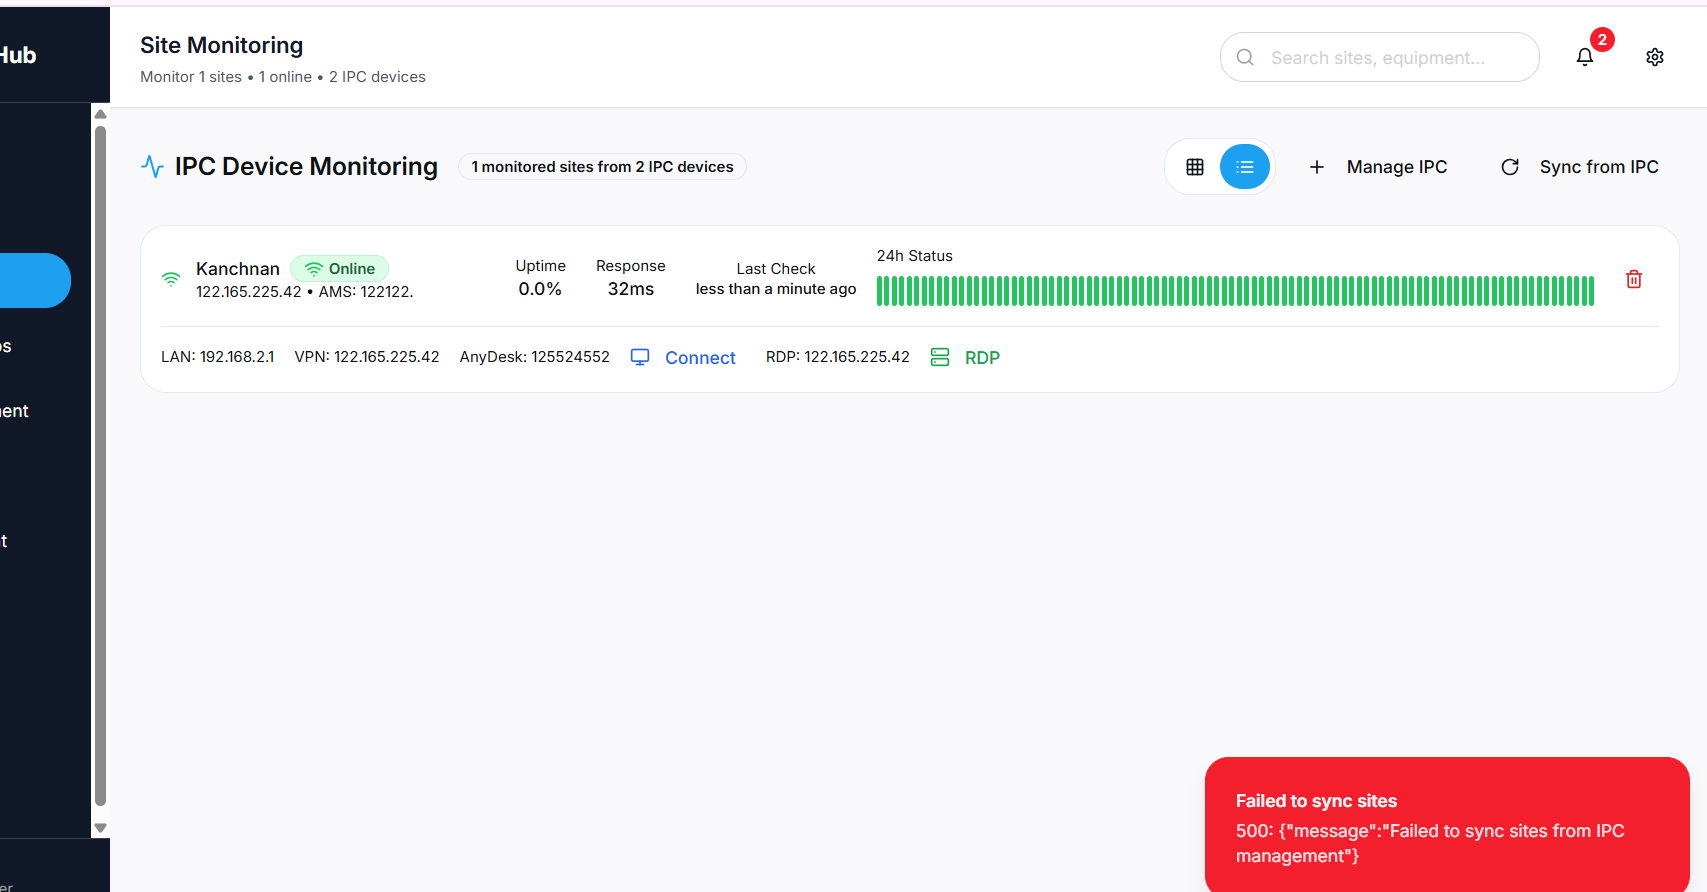 Hub
Site Monitoring
Monitor 1 sites • 1 online • 2 IPC devices
Search sites, equipment...
2
IPC Device Monitoring
1 monitored sites from 2 IPC devices
Manage IPC
Sync from IPC
Kanchnan
Online
122.165.225.42 • AMS: 122122.
Uptime
0.0%
Response
32ms
Last Check
less than a minute ago
24h Status
LAN: 192.168.2.1
VPN: 122.165.225.42
AnyDesk: 125524552
Connect
RDP: 122.165.225.42
RDP
os
ent
t
Failed to sync sites
500: {"message":"Failed to sync sites from IPC
management"}
er